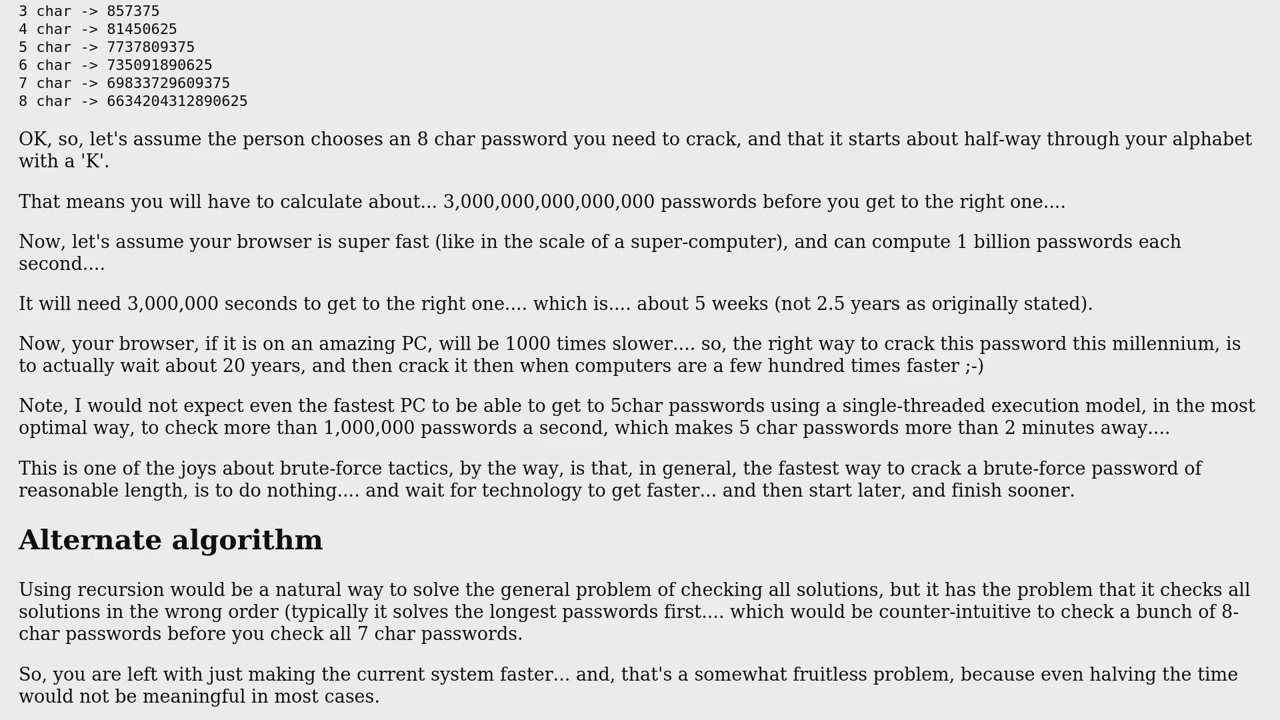 3 char -> 857375
4 char -> 81450625
5 char -> 7737809375
6 char -> 735091890625
7 char -> 69833729609375
8 char -> 6634204312890625
OK, so, let's assume the person chooses an 8 char password you need to crack, and that it starts about half-way through your alphabet
with a 'K'.
That means you will have to calculate about... 3,000,000,000,000,000 passwords before you get to the right one....
Now, let's assume your browser is super fast (like in the scale of a super-computer), and can compute 1 billion passwords each
second....
It will need 3,000,000 seconds to get to the right one.... which is.... about 5 weeks (not 2.5 years as originally stated).
Now, your browser, if it is on an amazing PC, will be 1000 times slower.... so, the right way to crack this password this millennium, is
to actually wait about 20 years, and then crack it then when computers are a few hundred times faster ;-)
Note, I would not expect even the fastest PC to be able to get to 5char passwords using a single-threaded execution model, in the most
optimal way, to check more than 1,000,000 passwords a second, which makes 5 char passwords more than 2 minutes away....
This is one of the joys about brute-force tactics, by the way, is that, in general, the fastest way to crack a brute-force password of
reasonable length, is to do nothing.... and wait for technology to get faster... and then start later, and finish sooner.
Alternate algorithm
Using recursion would be a natural way to solve the general problem of checking all solutions, but it has the problem that it checks all
solutions in the wrong order (typically it solves the longest passwords first.... which would be counter-intuitive to check a bunch of 8-
char passwords before you check all 7 char passwords.
So, you are left with just making the current system faster... and, that's a somewhat fruitless problem, because even halving the time
would not be meaningful in most cases.